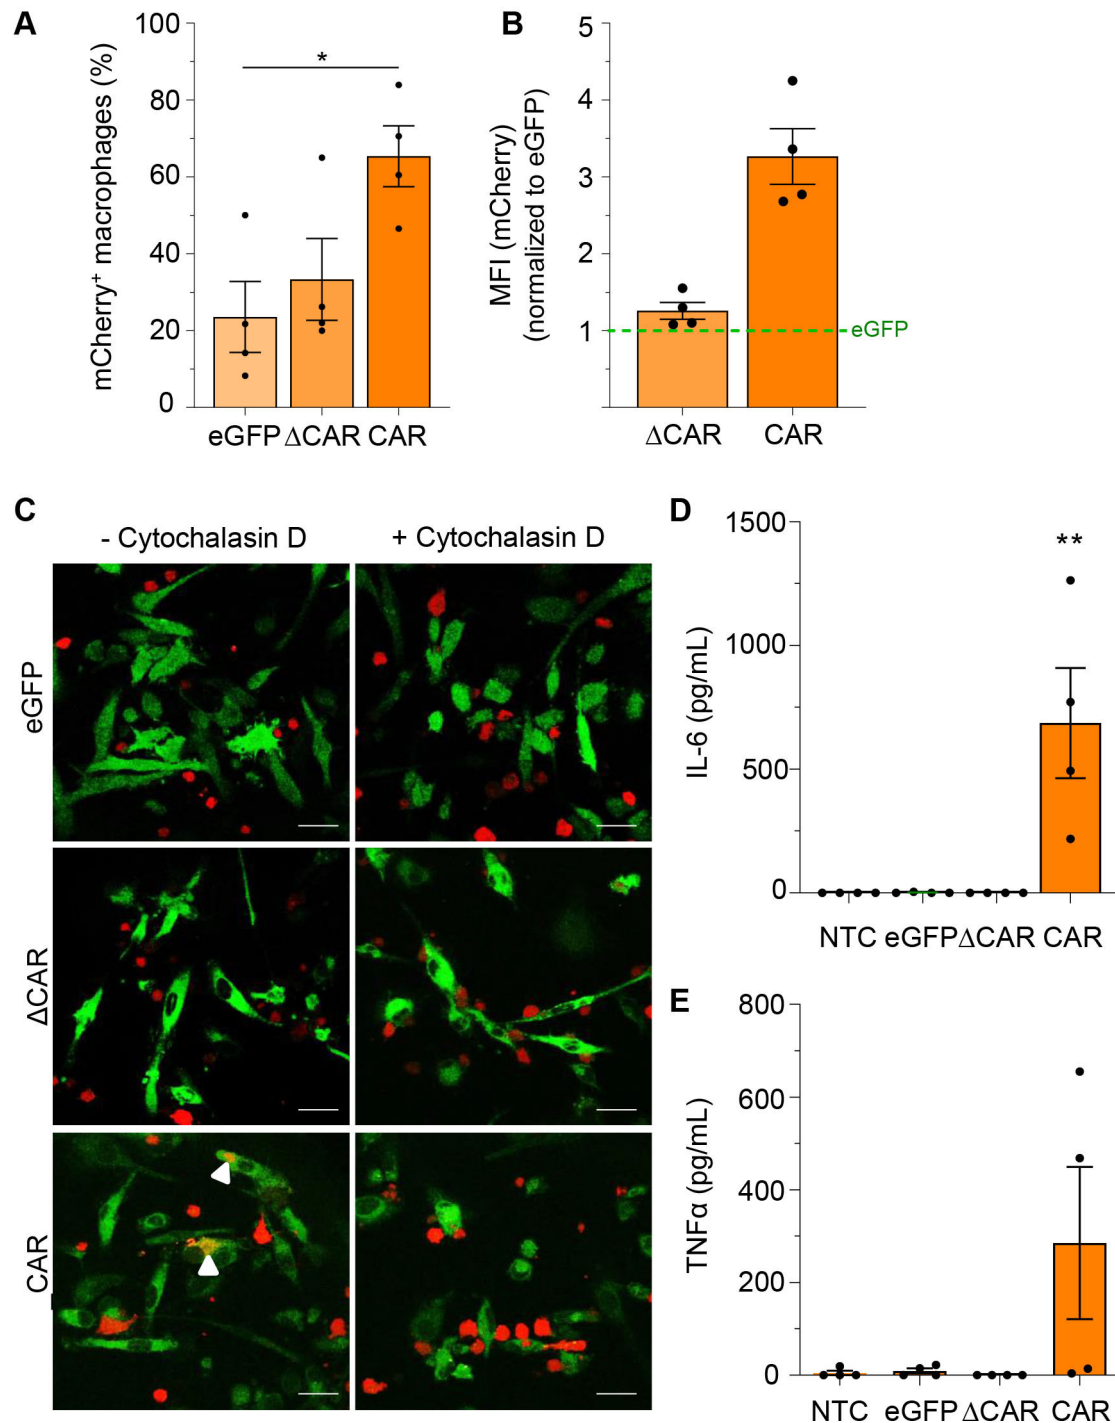 A
mCherry⁺ macrophages (%)
100
80
60
40
20
0
*
eGFP ΔCAR CAR
B
MFI (mCherry)
(normalized to eGFP)
5
4
3
2
1
eGFP
ΔCAR CAR
C
- Cytochalasin D + Cytochalasin D
eGFP
ΔCAR
CAR
D
IL-6 (pg/mL)
1500
1000
500
0
**
NTC eGFP ΔCAR CAR
E
TNFα (pg/mL)
800
600
400
200
0
NTC eGFP ΔCAR CAR